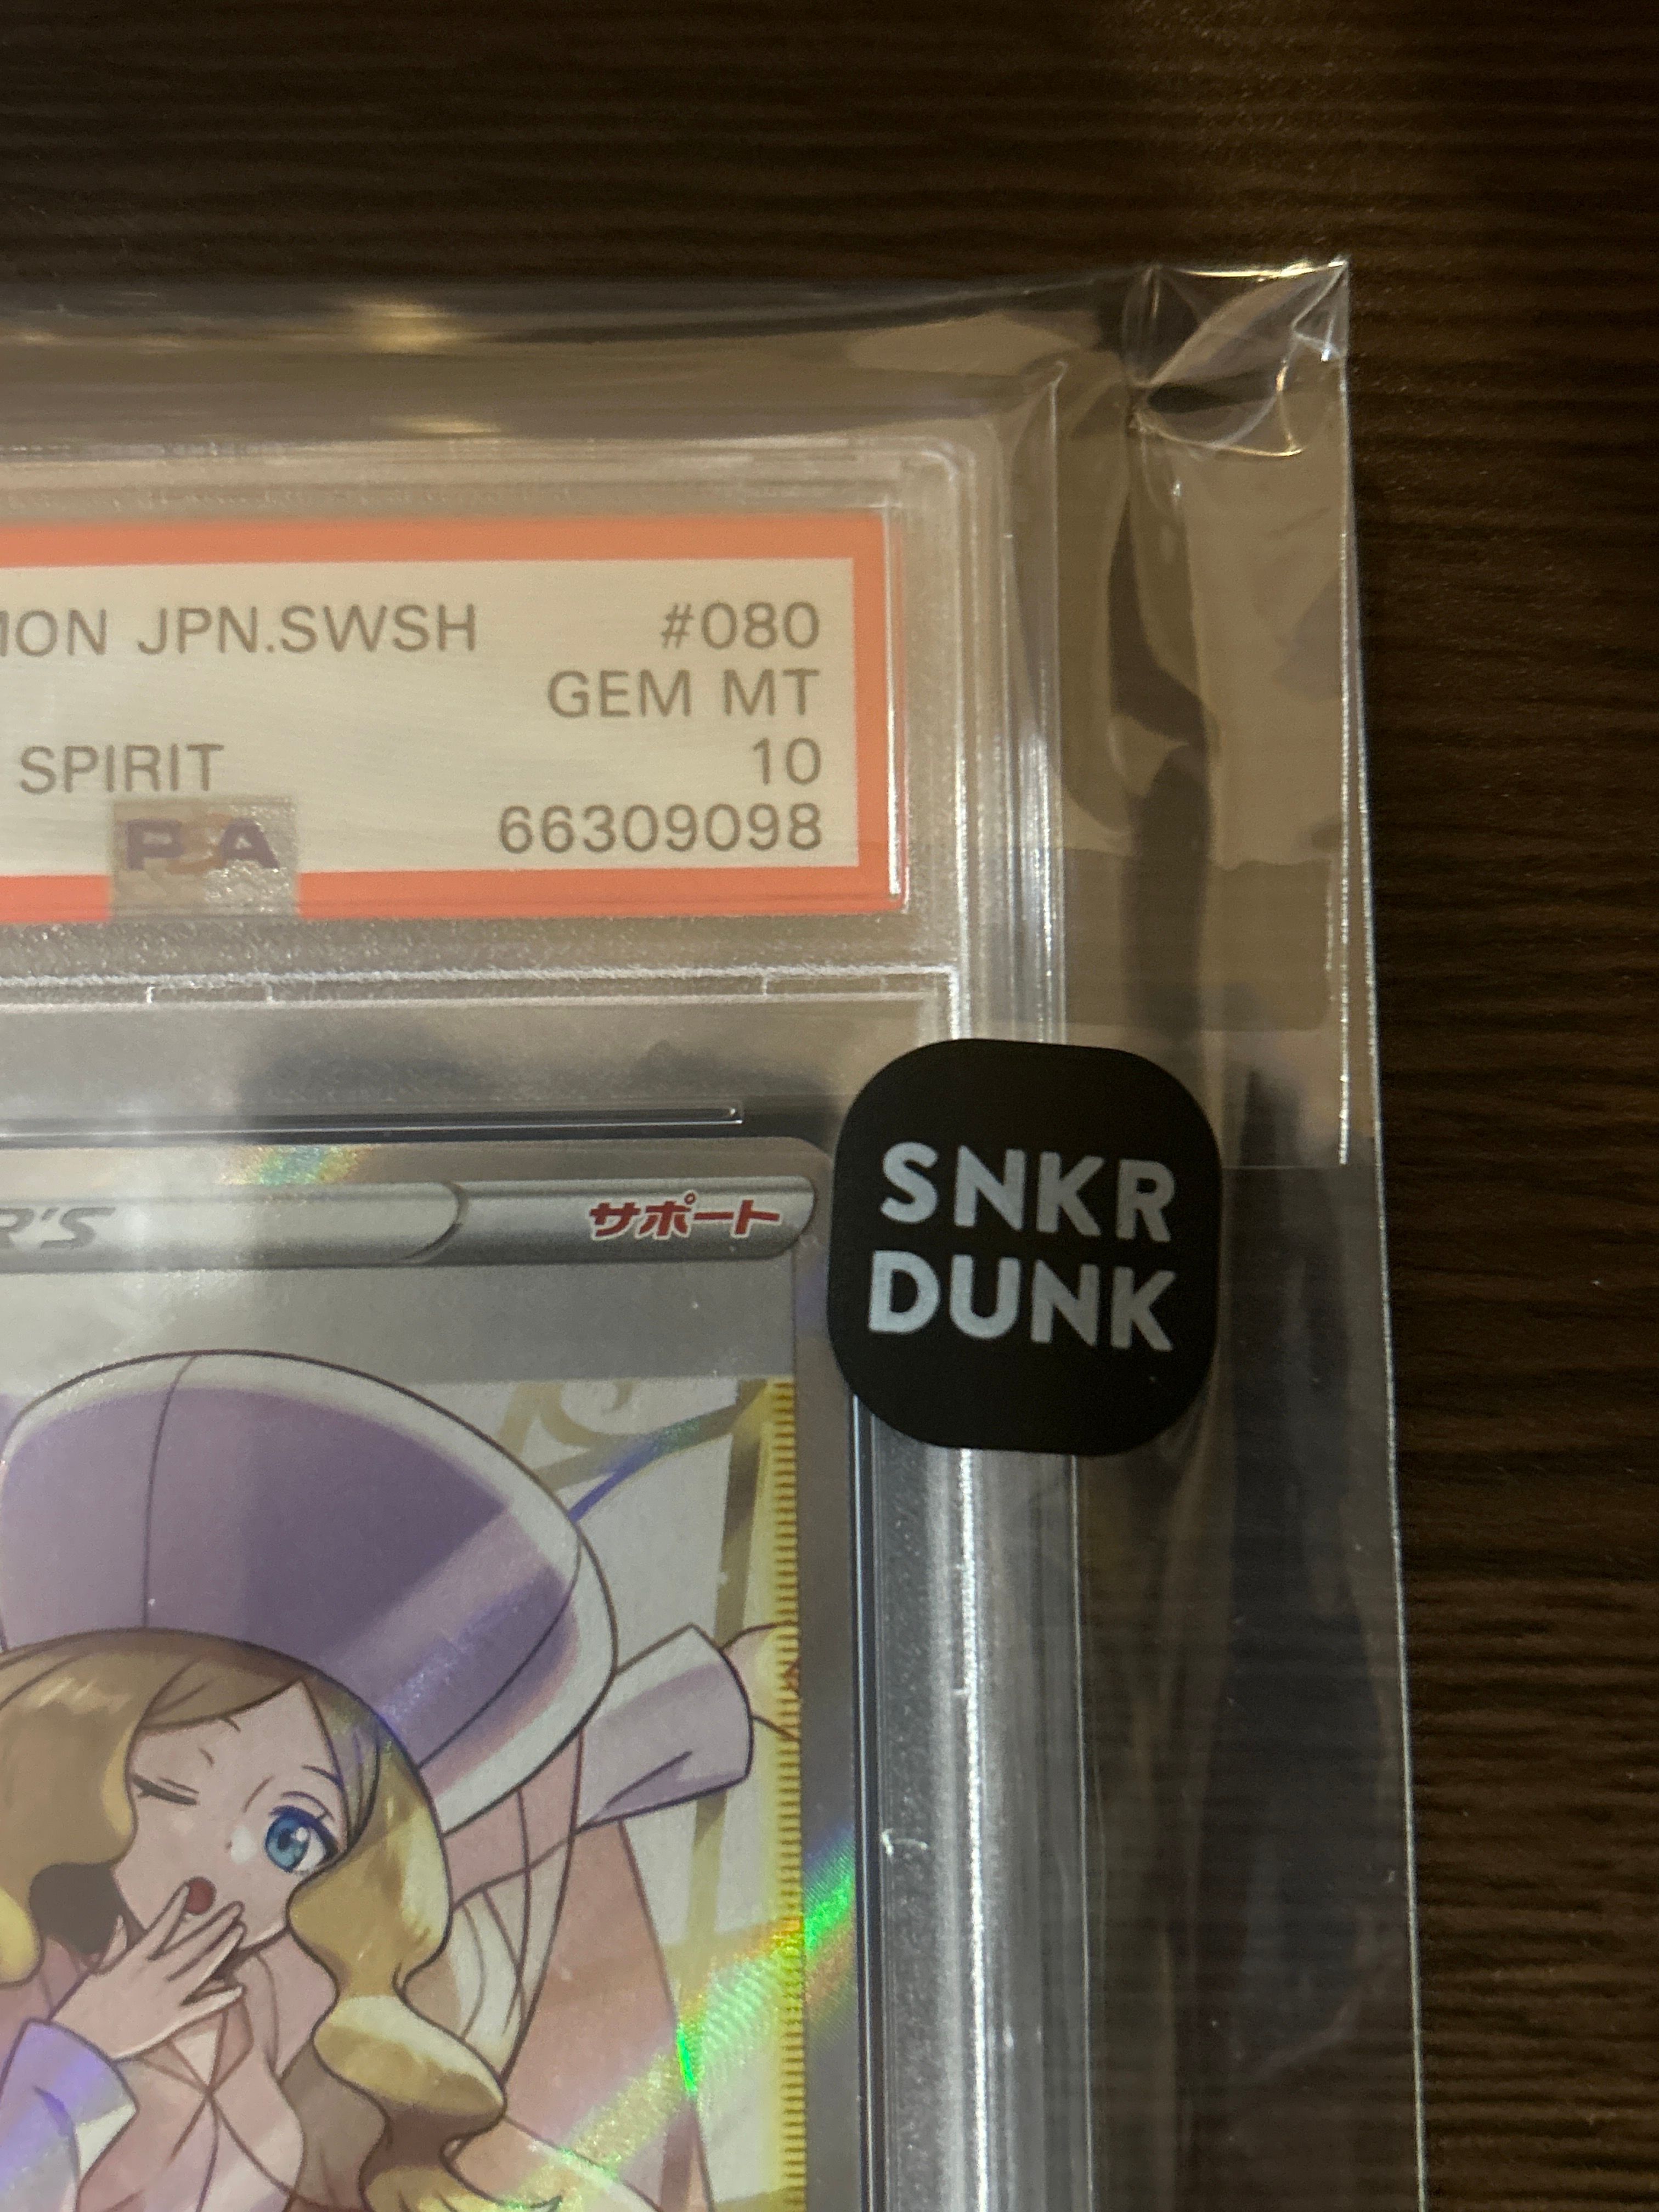 MON JPN.SWSH #080
GEM MT
SPIRIT 10
PSA 66309098
R'S サポート
SNKR
DUNK